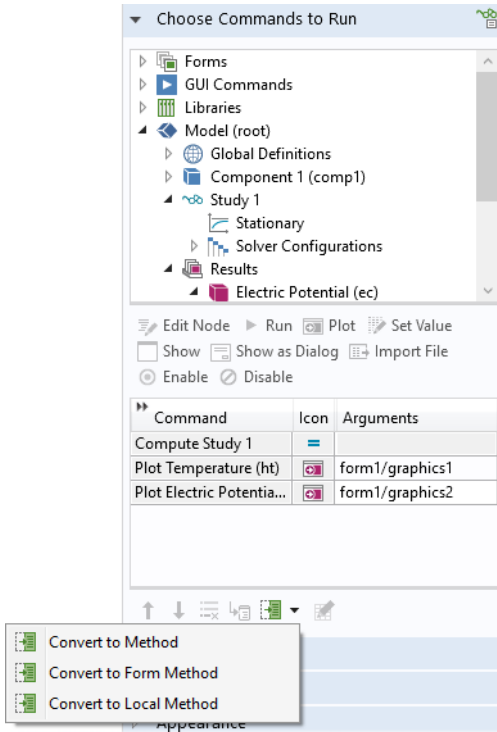 Choose Commands to Run
Forms
GUI Commands
Libraries
Model (root)
Global Definitions
Component 1 (comp1)
Study 1
Stationary
Solver Configurations
Results
Electric Potential (ec)
Edit Node Run Plot Set Value
Show Show as Dialog Import File
Enable Disable
Command Icon Arguments
Compute Study 1 =
Plot Temperature (ht) form1/graphics1
Plot Electric Potentia... form1/graphics2
Convert to Method
Convert to Form Method
Convert to Local Method
Appearance